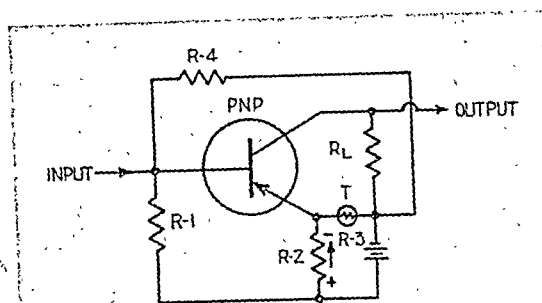 R-4
PNP
OUTPUT
INPUT
RL
T
R-1
R-3
R-2
-
+